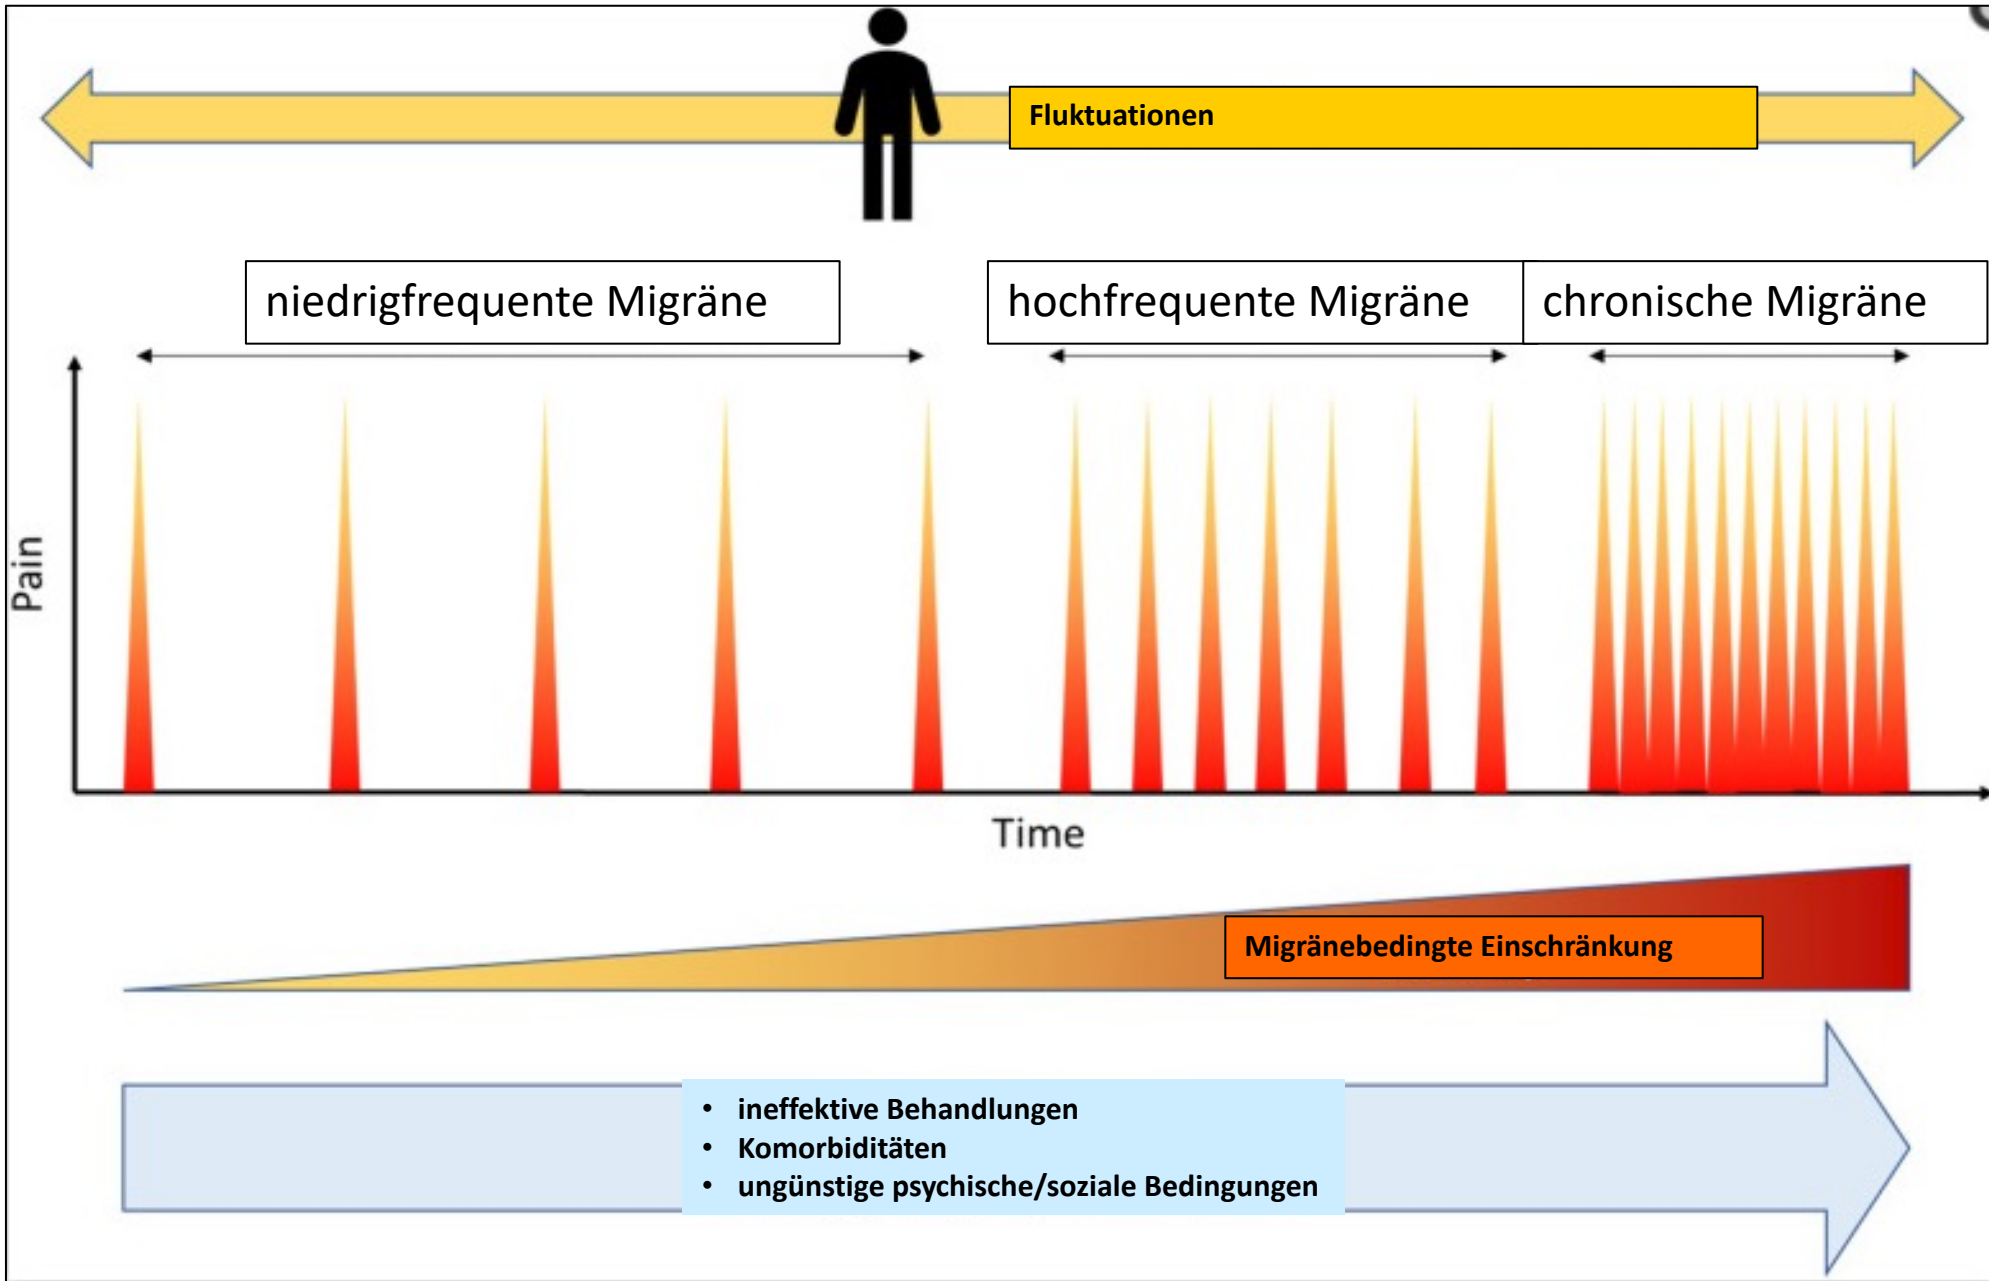 Fluktuationen
niedrigfrequente Migräne
hochfrequente Migräne
chronische Migräne
Pain
Time
Migränebedingte Einschränkung
• ineffektive Behandlungen
• Komorbiditäten
• ungünstige psychische/soziale Bedingungen